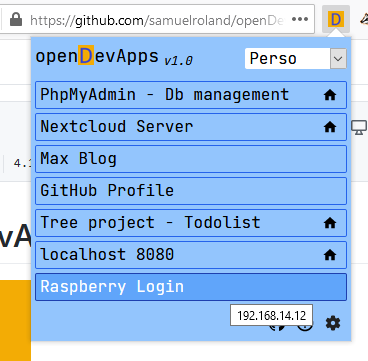 https://github.com/samuelroland/openDe
D
openDevApps v1.0
Perso
PhpMyAdmin - Db management
Nextcloud Server
Max Blog
4.1
GitHub Profile
Tree project - Todolist
vA
localhost 8080
Raspberry Login
192.168.14.12